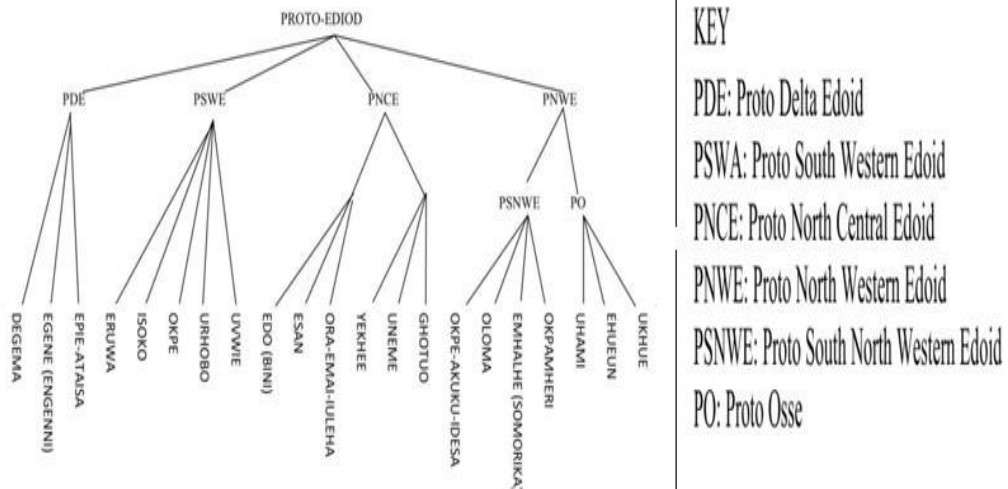 PROTO-EDIOD
PDE
PSWE
PNCE
PNWE
PSNWE
PO
DEGEMA
EGENE (ENGENNI)
EPIE-ATAISA
ERUWA
ISOKO
OKPE
URHOBO
UVWIE
EDO (BINI)
ESAN
ORA-EMAI-IULEHA
YEKHEE
UNEME
GHOTUO
OKPE-AKUKU-IDESA
OLOMA
EMHALHE (SOMORIKA)
OKPAMHERI
UHAMI
EHUEUN
UKHUE
KEY
PDE: Proto Delta Edoid
PSWA: Proto South Western Edoid
PNCE: Proto North Central Edoid
PNWE: Proto North Western Edoid
PSNWE: Proto South North Western Edoid
PO: Proto Osse